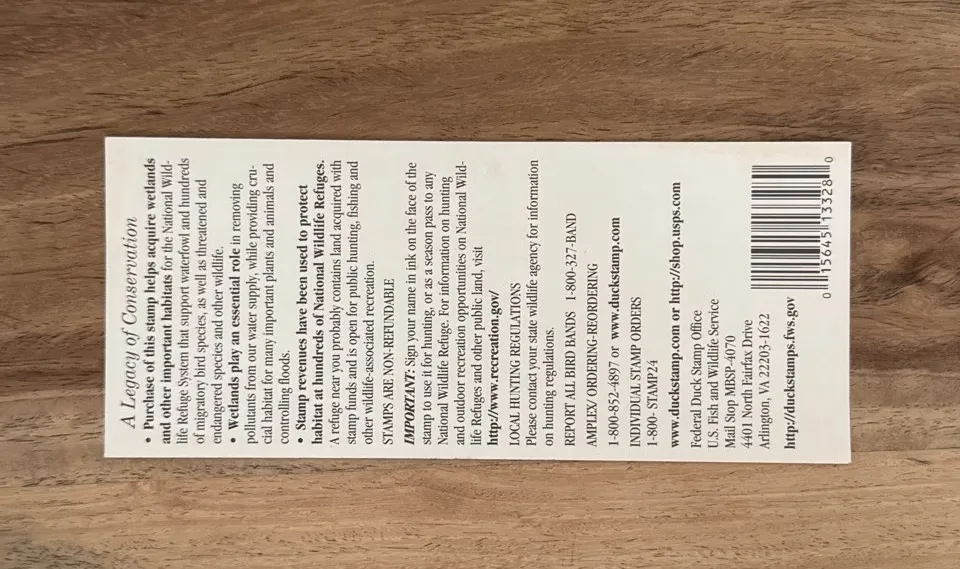 A Legacy of Conservation
• Purchase of this stamp helps acquire wetlands
and other important habitats for the National Wild-
life Refuge System that support waterfowl and hundreds
of migratory bird species, as well as threatened and
endangered species and other wildlife.
• Wetlands play an essential role in removing
pollutants from our water supply, while providing cru-
cial habitat for many important plants and animals and
controlling floods.
• Stamp revenues have been used to protect
habitat at hundreds of National Wildlife Refuges.
A refuge near you probably contains land acquired with
stamp funds and is open for public hunting, fishing and
other wildlife-associated recreation.
STAMPS ARE NON-REFUNDABLE
IMPORTANT: Sign your name in ink on the face of the
stamp to use it for hunting, or as a season pass to any
National Wildlife Refuge. For information on hunting
and outdoor recreation opportunities on National Wild-
life Refuges and other public land, visit
http://www.recreation.gov/
LOCAL HUNTING REGULATIONS
Please contact your state wildlife agency for information
on hunting regulations.
REPORT ALL BIRD BANDS 1-800-327-BAND
AMPLEX ORDERING-REORDERING
1-800-852-4897 or www.duckstamp.com
INDIVIDUAL STAMP ORDERS
1-800- STAMP24
www.duckstamp.com or http://shop.usps.com
Federal Duck Stamp Office
U.S. Fish and Wildlife Service
Mail Stop MBSP-4070
4401 North Fairfax Drive
Arlington, VA 22203-1622
http://duckstamps.fws.gov
0 15645 13328 0